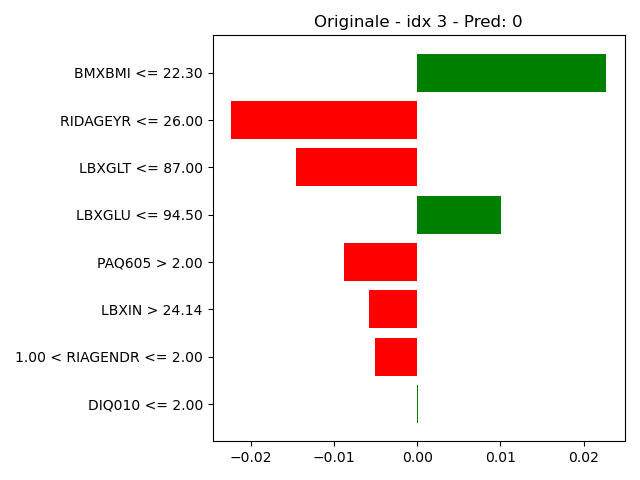 Originale - idx 3 - Pred: 0
BMXBMI <= 22.30
RIDAGEYR <= 26.00
LBXGLT <= 87.00
LBXGLU <= 94.50
PAQ605 > 2.00
LBXIN > 24.14
1.00 < RIAGENDR <= 2.00
DIQ010 <= 2.00
−0.02 −0.01 0.00 0.01 0.02